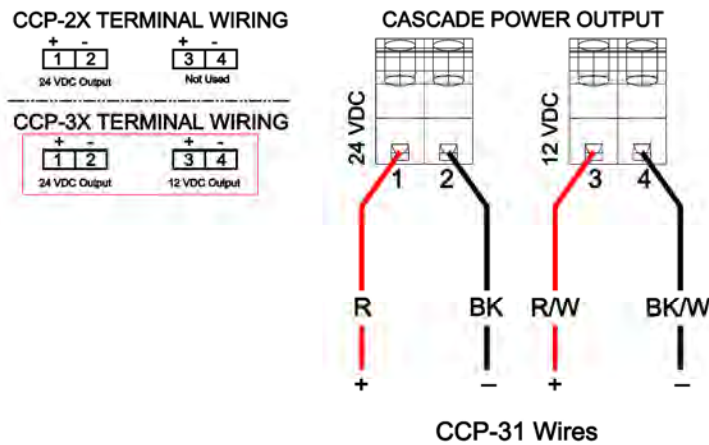 CCP-2X TERMINAL WIRING
+ - + -
1 2 3 4
24 VDC Output Not Used
CCP-3X TERMINAL WIRING
+ - + -
1 2 3 4
24 VDC Output 12 VDC Output
CASCADE POWER OUTPUT
24 VDC
12 VDC
1 2 3 4
R BK R/W BK/W
+ – + –
CCP-31 Wires